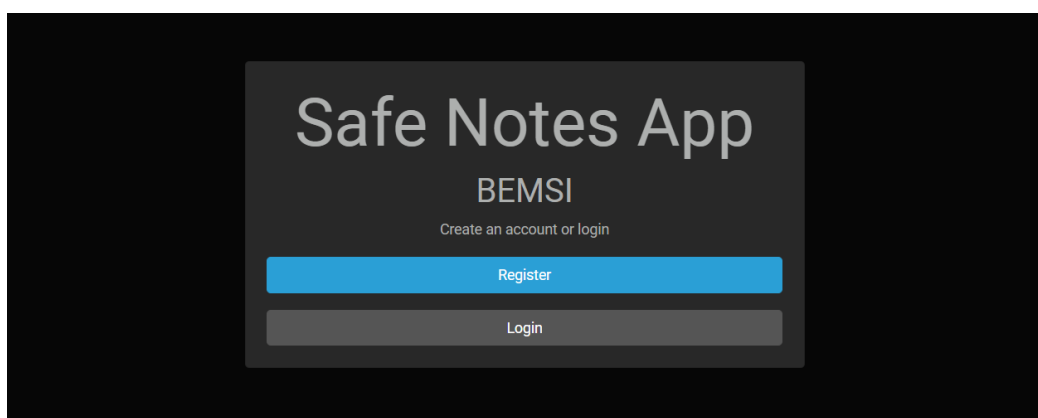 Safe Notes App
BEMSI
Create an account or login
Register
Login